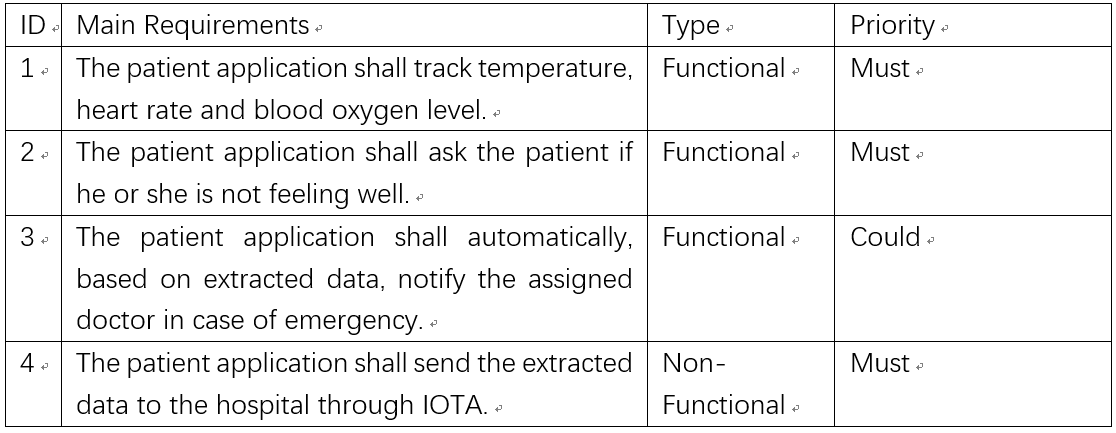 ID Main Requirements Type Priority
1 The patient application shall track temperature, Functional Must
heart rate and blood oxygen level.
2 The patient application shall ask the patient if Functional Must
he or she is not feeling well.
3 The patient application shall automatically, Functional Could
based on extracted data, notify the assigned
doctor in case of emergency.
4 The patient application shall send the extracted Non- Must
data to the hospital through IOTA. Functional